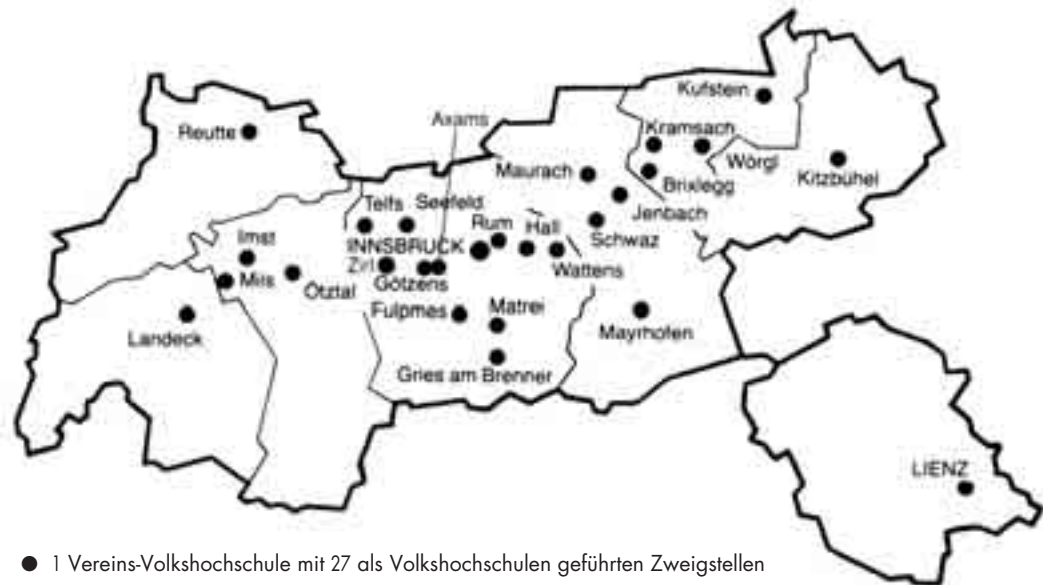 Kufstein
Axams
Reutte
Kramsach
Maurach
Wörgl
Brixlegg
Kitzbühel
Telfs
Seefeld
Jenbach
Rum
Hall
Schwaz
Imst
INNSBRUCK
Zirl
Wattens
Mils
Ötztal
Götzens
Fulpmes
Matrei
Mayrhofen
Landeck
Gries am Brenner
LIENZ
● 1 Vereins-Volkshochschule mit 27 als Volkshochschulen geführten Zweigstellen